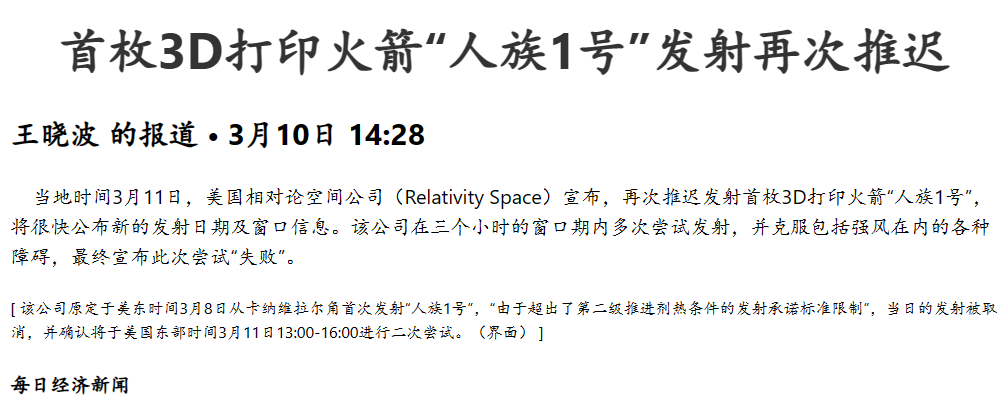 首枚3D打印火箭“人族1号”发射再次推迟
王晓波 的报道 • 3月10日 14:28
当地时间3月11日，美国相对论空间公司（Relativity Space）宣布，再次推迟发射首枚3D打印火箭“人族1号”，
将很快公布新的发射日期及窗口信息。该公司在三个小时的窗口期内多次尝试发射，并克服包括强风在内的各种
障碍，最终宣布此次尝试“失败”。
[ 该公司原定于美东时间3月8日从卡纳维拉尔角首次发射“人族1号”，“由于超出了第二级推进剂热条件的发射承诺标准限制”，当日的发射被取
消，并确认将于美国东部时间3月11日13:00-16:00进行二次尝试。（界面） ]
每日经济新闻